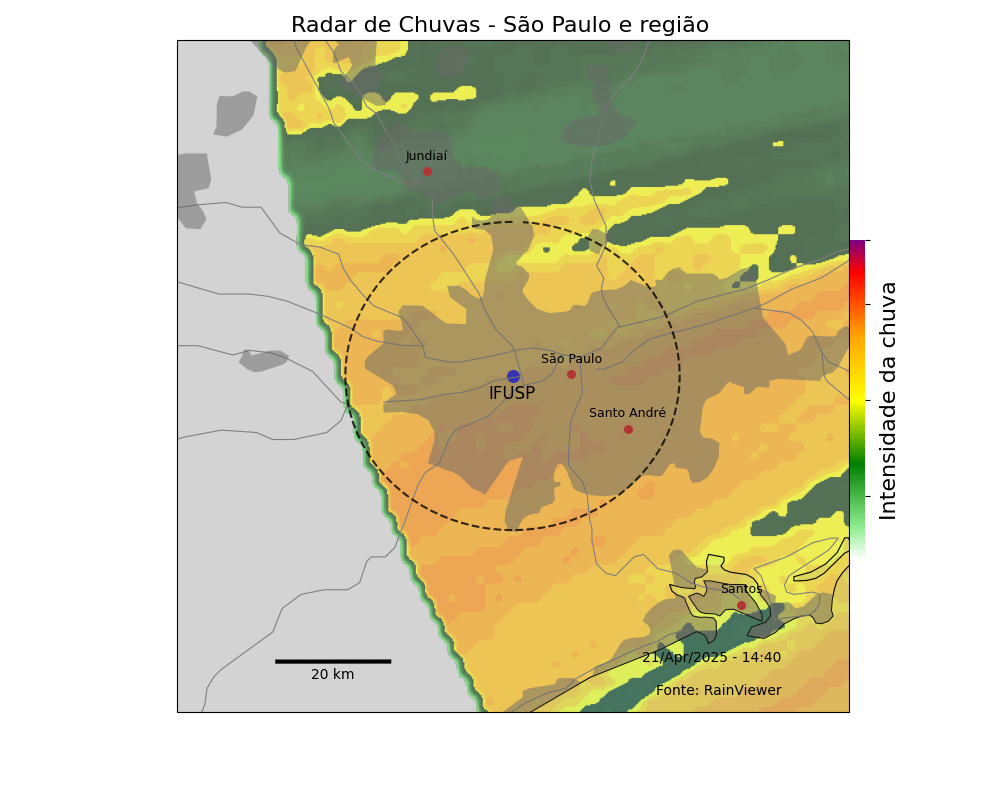 Radar de Chuvas - São Paulo e região
Jundiaí
São Paulo
IFUSP
Santo André
Intensidade da chuva
Santos
21/Apr/2025 - 14:40
20 km
Fonte: RainViewer